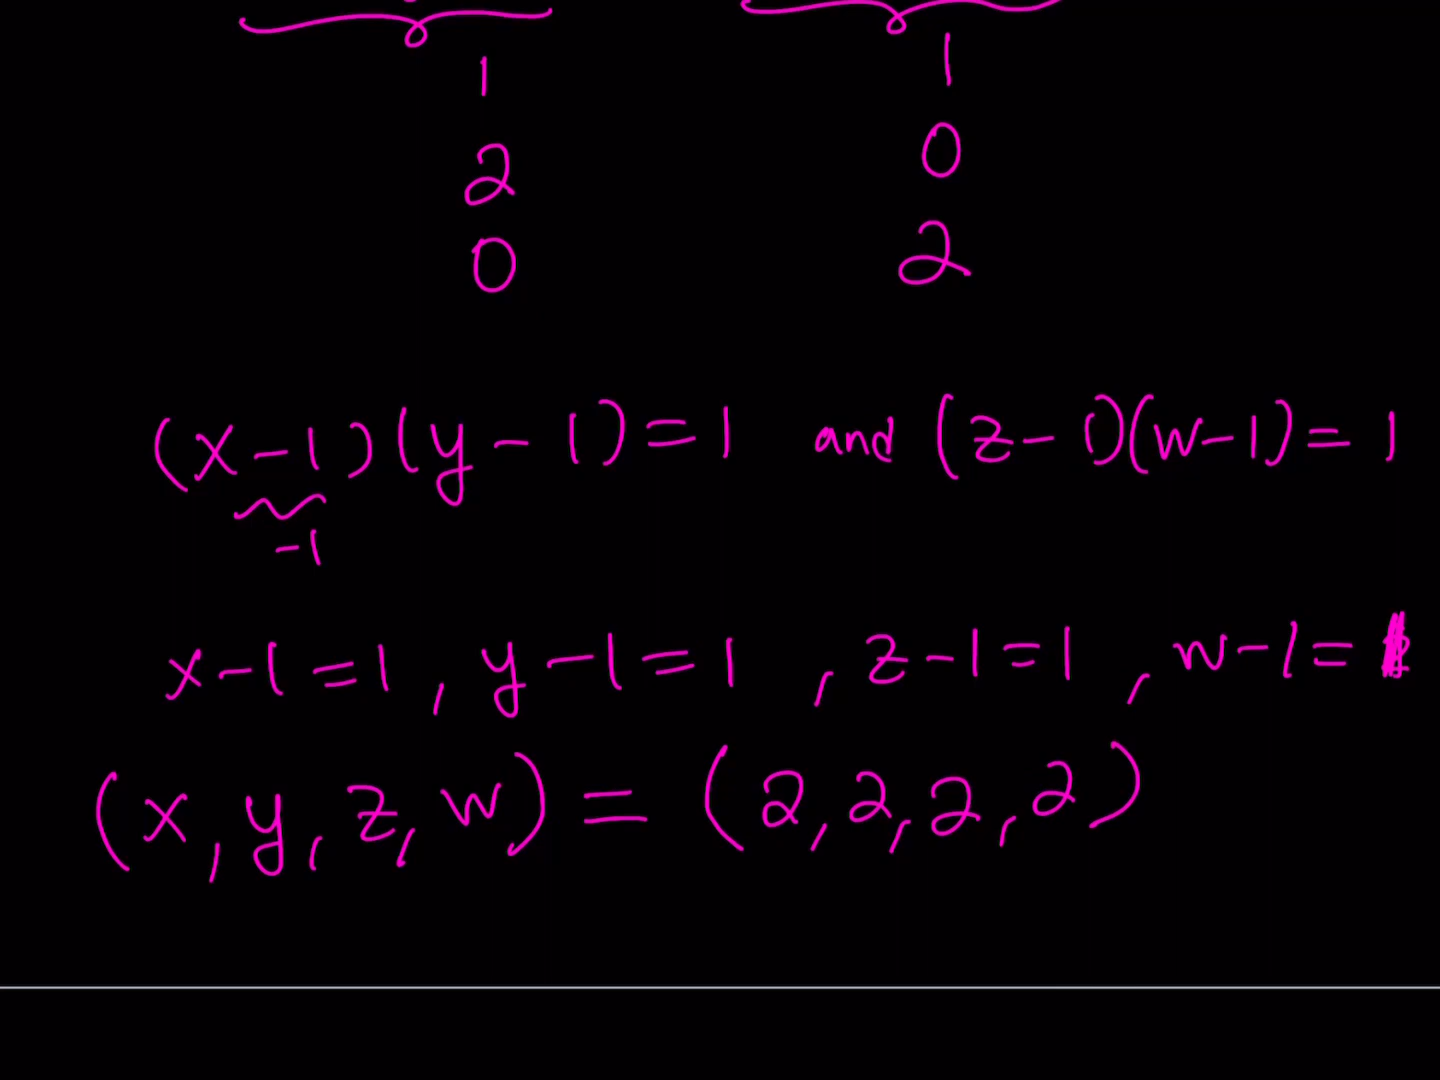 1 1
2 0
0 2
(x-1)(y-1)=1 and (z-1)(w-1)=1
-1
x-1=1, y-1=1, z-1=1, w-1=1
(x, y, z, w) = (2, 2, 2, 2)